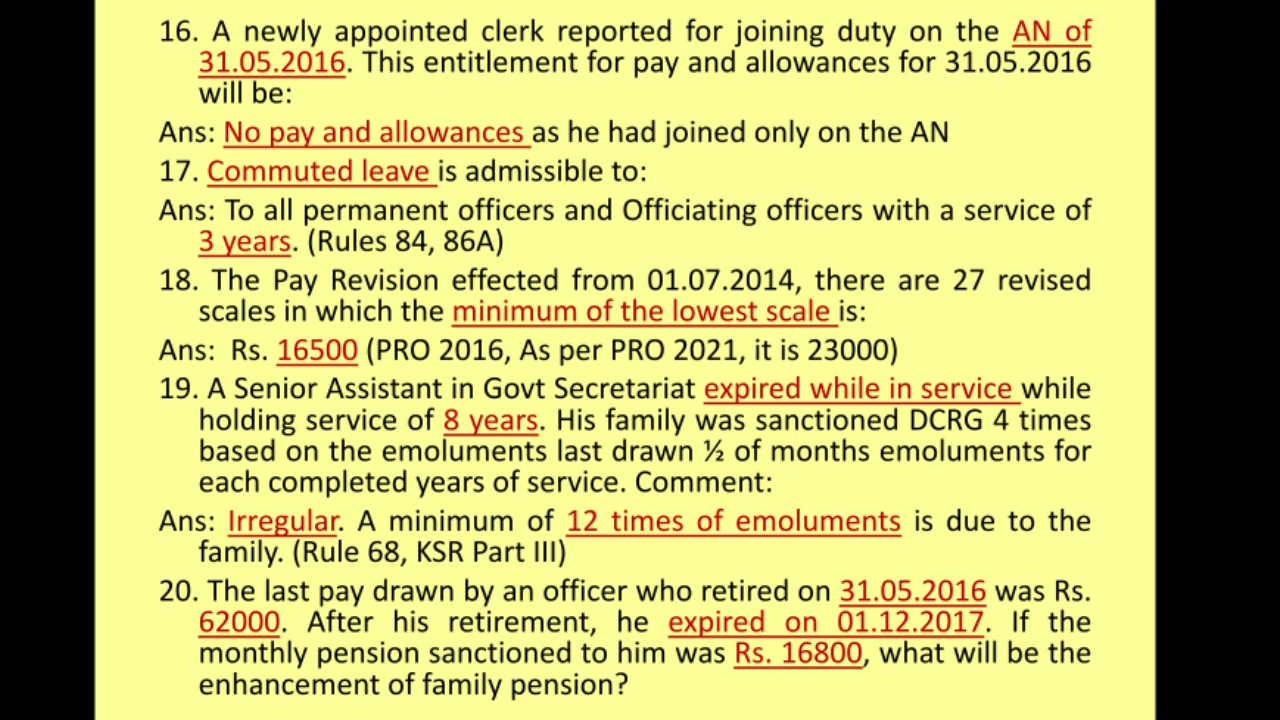 16. A newly appointed clerk reported for joining duty on the AN of
31.05.2016. This entitlement for pay and allowances for 31.05.2016
will be:
Ans: No pay and allowances as he had joined only on the AN
17. Commuted leave is admissible to:
Ans: To all permanent officers and Officiating officers with a service of
3 years. (Rules 84, 86A)
18. The Pay Revision effected from 01.07.2014, there are 27 revised
scales in which the minimum of the lowest scale is:
Ans: Rs. 16500 (PRO 2016, As per PRO 2021, it is 23000)
19. A Senior Assistant in Govt Secretariat expired while in service while
holding service of 8 years. His family was sanctioned DCRG 4 times
based on the emoluments last drawn ½ of months emoluments for
each completed years of service. Comment:
Ans: Irregular. A minimum of 12 times of emoluments is due to the
family. (Rule 68, KSR Part III)
20. The last pay drawn by an officer who retired on 31.05.2016 was Rs.
62000. After his retirement, he expired on 01.12.2017. If the
monthly pension sanctioned to him was Rs. 16800, what will be the
enhancement of family pension?